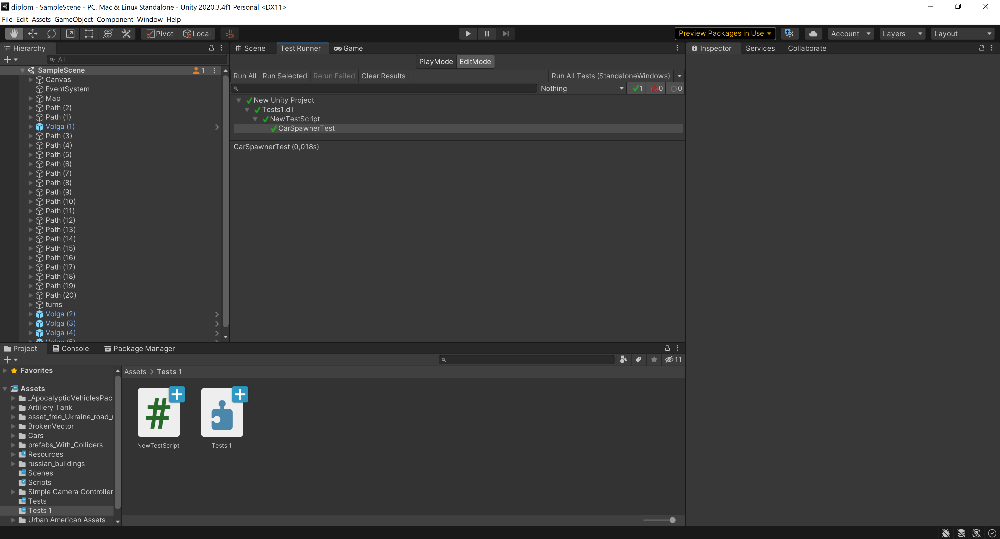 diplom - SampleScene - PC, Mac & Linux Standalone - Unity 2020.3.4f1 Personal <DX11>
File Edit Assets GameObject Component Window Help
Pivot Local Preview Packages in Use Account Layers Layout
Hierarchy
All
SampleScene 1
Canvas
EventSystem
Map
Path (2)
Path (1)
Volga (1)
Path (3)
Path (4)
Path (5)
Path (6)
Path (7)
Path (8)
Path (9)
Path (10)
Path (11)
Path (12)
Path (13)
Path (14)
Path (15)
Path (16)
Path (17)
Path (18)
Path (19)
Path (20)
turns
Volga (2)
Volga (3)
Volga (4)
Volga (5)
Scene Test Runner Game
PlayMode EditMode
Run All Run Selected Rerun Failed Clear Results Run All Tests (StandaloneWindows)
Nothing 1 0 0
New Unity Project
Tests1.dll
NewTestScript
CarSpawnerTest
CarSpawnerTest (0,018s)
Inspector Services Collaborate
Project Console Package Manager
11
Favorites
Assets
_ApocalypticVehiclesPac
Artillery Tank
asset_free_Ukraine_road_r
BrokenVector
Cars
prefabs_With_Colliders
Resources
russian_buildings
Scenes
Scripts
Simple Camera Controller
Tests
Tests 1
Urban American Assets
Assets > Tests 1
NewTestScript
Tests 1